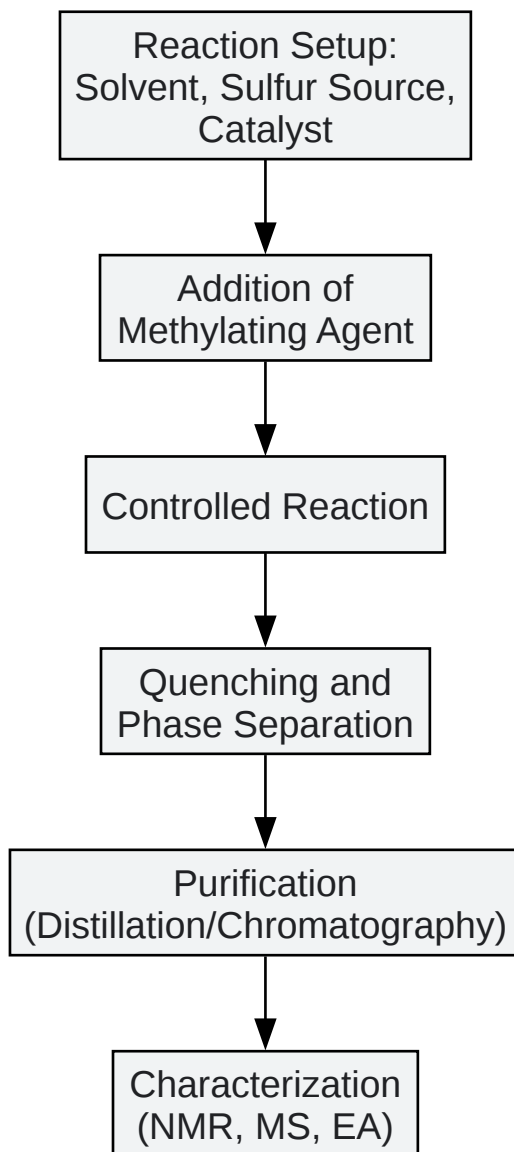 Reaction Setup:
Solvent, Sulfur Source,
Catalyst
Addition of
Methylating Agent
Controlled Reaction
Quenching and
Phase Separation
Purification
(Distillation/Chromatography)
Characterization
(NMR, MS, EA)